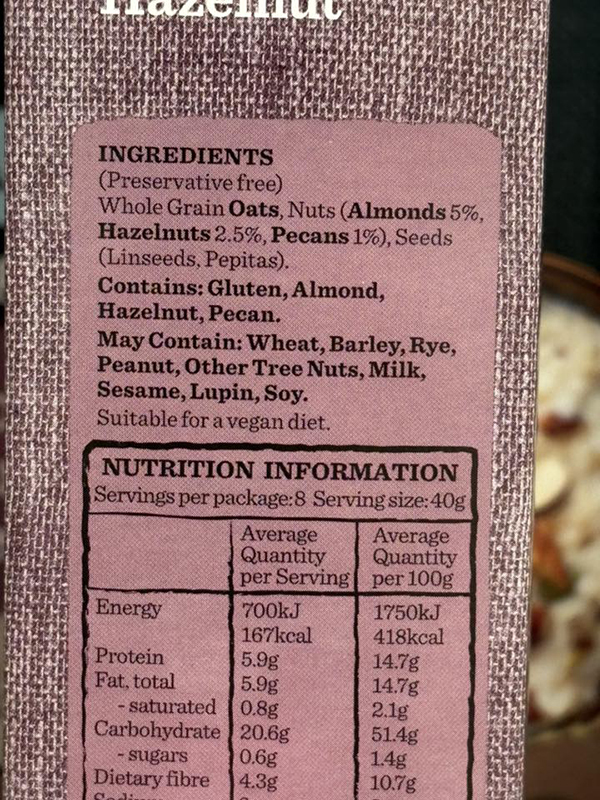 Hazelnut
INGREDIENTS
(Preservative free)
Whole Grain Oats, Nuts (Almonds 5%,
Hazelnuts 2.5%, Pecans 1%), Seeds
(Linseeds, Pepitas).
Contains: Gluten, Almond,
Hazelnut, Pecan.
May Contain: Wheat, Barley, Rye,
Peanut, Other Tree Nuts, Milk,
Sesame, Lupin, Soy.
Suitable for a vegan diet.
NUTRITION INFORMATION
Servings per package:8 Serving size:40g
Average Quantity per Serving Average Quantity per 100g
Energy 700kJ 1750kJ
167kcal 418kcal
Protein 5.9g 14.7g
Fat, total 5.9g 14.7g
- saturated 0.8g 2.1g
Carbohydrate 20.6g 51.4g
- sugars 0.6g 1.4g
Dietary fibre 4.3g 10.7g